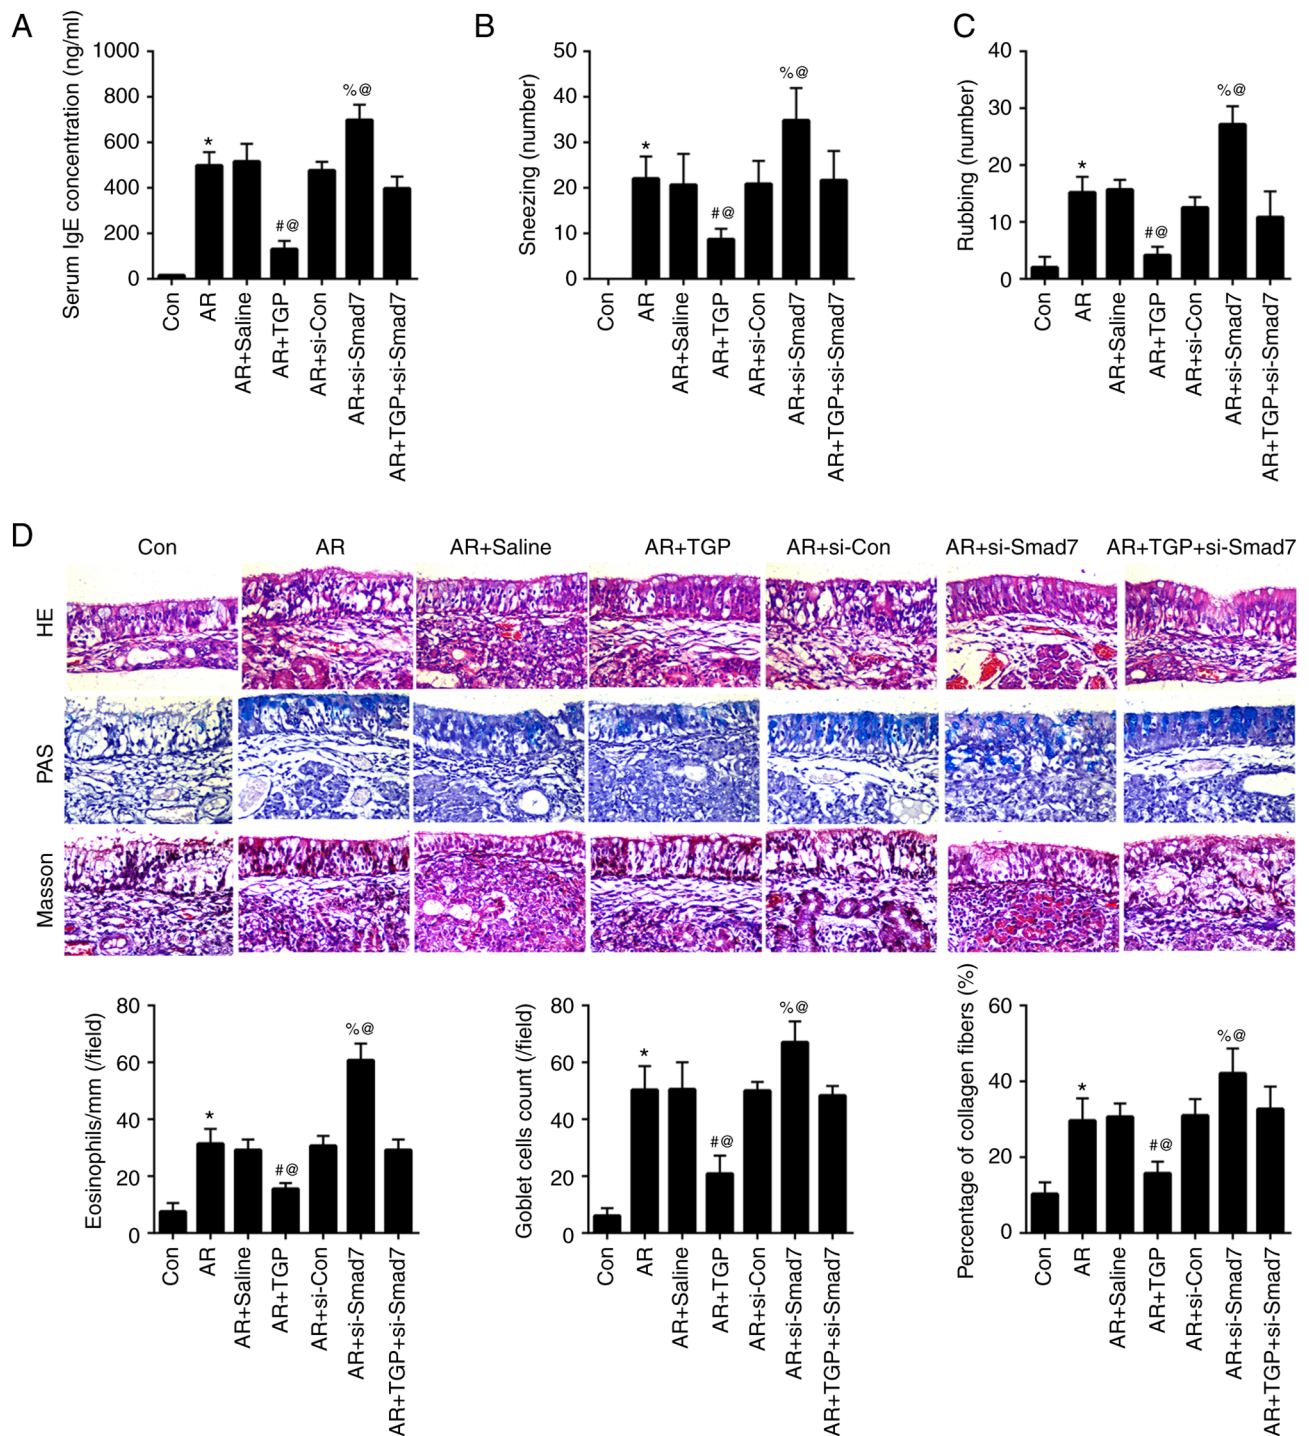 A
Serum IgE concentration (ng/ml)
1000
800
600
400
200
0
*
#@
%@
Con
AR
AR+Saline
AR+TGP
AR+si-Con
AR+si-Smad7
AR+TGP+si-Smad7
B
Sneezing (number)
50
40
30
20
10
0
*
#@
%@
Con
AR
AR+Saline
AR+TGP
AR+si-Con
AR+si-Smad7
AR+TGP+si-Smad7
C
Rubbing (number)
40
30
20
10
0
*
#@
%@
Con
AR
AR+Saline
AR+TGP
AR+si-Con
AR+si-Smad7
AR+TGP+si-Smad7
D
Con AR AR+Saline AR+TGP AR+si-Con AR+si-Smad7 AR+TGP+si-Smad7
HE
PAS
Masson
Eosinophils/mm (/field)
80
60
40
20
0
*
#@
%@
Con
AR
AR+Saline
AR+TGP
AR+si-Con
AR+si-Smad7
AR+TGP+si-Smad7
Goblet cells count (/field)
80
60
40
20
0
*
#@
%@
Con
AR
AR+Saline
AR+TGP
AR+si-Con
AR+si-Smad7
AR+TGP+si-Smad7
Percentage of collagen fibers (%)
60
40
20
0
*
#@
%@
Con
AR
AR+Saline
AR+TGP
AR+si-Con
AR+si-Smad7
AR+TGP+si-Smad7